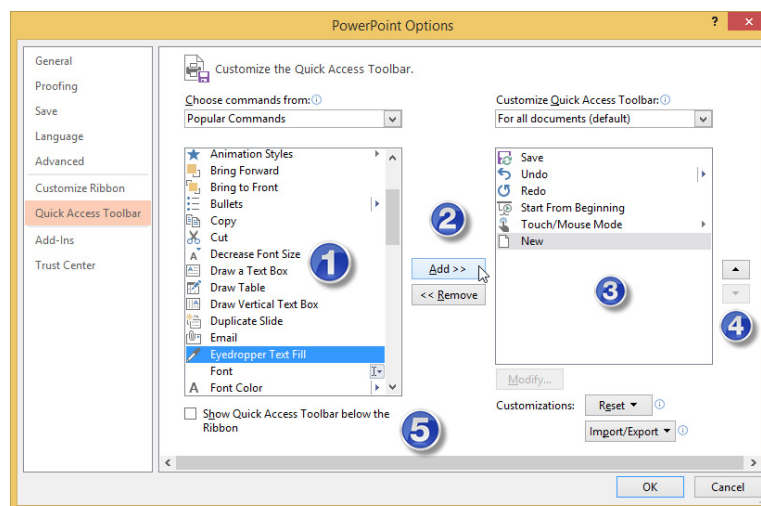 PowerPoint Options
?
×
General
Proofing
Save
Language
Advanced
Customize Ribbon
Quick Access Toolbar
Add-Ins
Trust Center
Customize the Quick Access Toolbar.
Choose commands from:
Popular Commands
Animation Styles
Bring Forward
Bring to Front
Bullets
Copy
Cut
Decrease Font Size
Draw a Text Box
Draw Table
Draw Vertical Text Box
Duplicate Slide
Email
Eyedropper Text Fill
Font
Font Color
1
Show Quick Access Toolbar below the
Ribbon
5
2
Add >>
<< Remove
Customize Quick Access Toolbar:
For all documents (default)
Save
Undo
Redo
Start From Beginning
Touch/Mouse Mode
New
3
4
Modify...
Customizations:
Reset
Import/Export
OK
Cancel